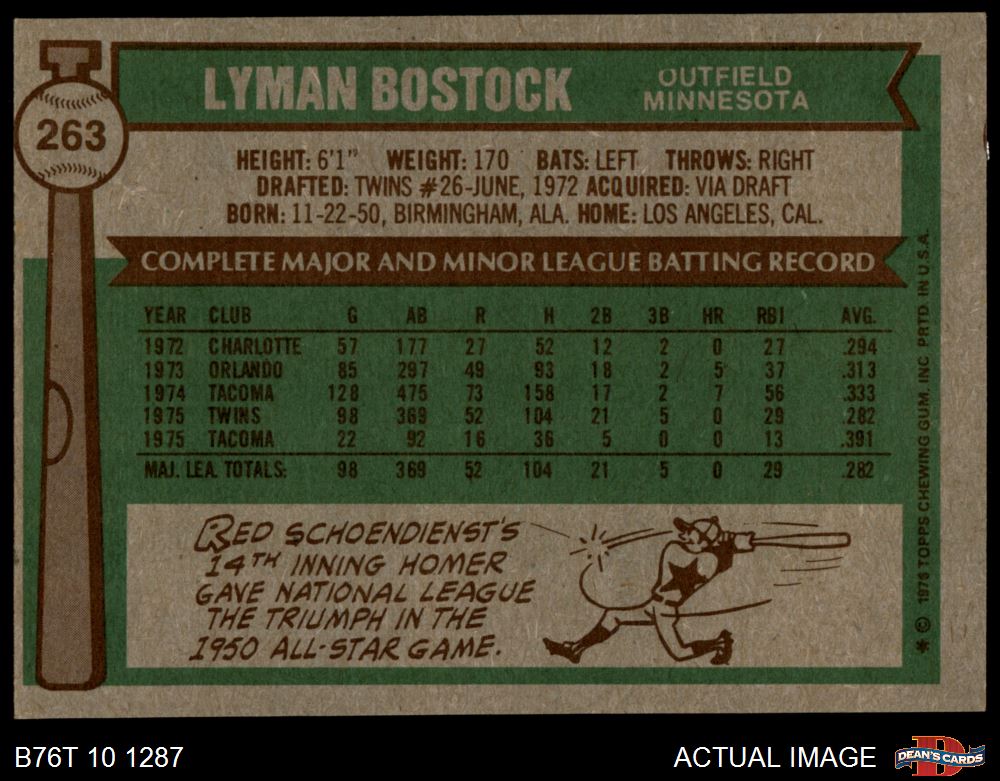 263
LYMAN BOSTOCK
OUTFIELD
MINNESOTA
HEIGHT: 6'1" WEIGHT: 170 BATS: LEFT THROWS: RIGHT
DRAFTED: TWINS #26-JUNE, 1972 ACQUIRED: VIA DRAFT
BORN: 11-22-50, BIRMINGHAM, ALA. HOME: LOS ANGELES, CAL.
COMPLETE MAJOR AND MINOR LEAGUE BATTING RECORD
YEAR CLUB G AB R H 2B 3B HR RBI AVG.
1972 CHARLOTTE 57 177 27 52 12 2 0 27 .294
1973 ORLANDO 85 297 49 93 18 2 5 37 .313
1974 TACOMA 128 475 73 158 17 2 7 56 .333
1975 TWINS 98 369 52 104 21 5 0 29 .282
1975 TACOMA 22 92 16 36 5 0 0 13 .391
MAJ. LEA. TOTALS: 98 369 52 104 21 5 0 29 .282
RED SCHOENDIENST'S
14TH INNING HOMER
GAVE NATIONAL LEAGUE
THE TRIUMPH IN THE
1950 ALL-STAR GAME.
* © 1976 TOPPS CHEWING GUM, INC PRTD. IN U.S.A.
B76T 10 1287
ACTUAL IMAGE
D
DEAN'S CARDS